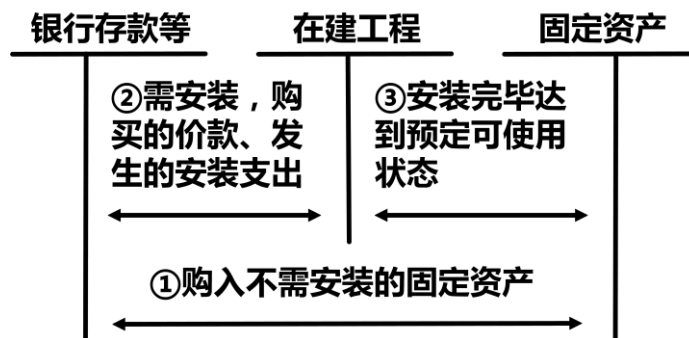 银行存款等 在建工程 固定资产
②需安装，购
买的价款、发
生的安装支出
③安装完毕达
到预定可使用
状态
①购入不需安装的固定资产